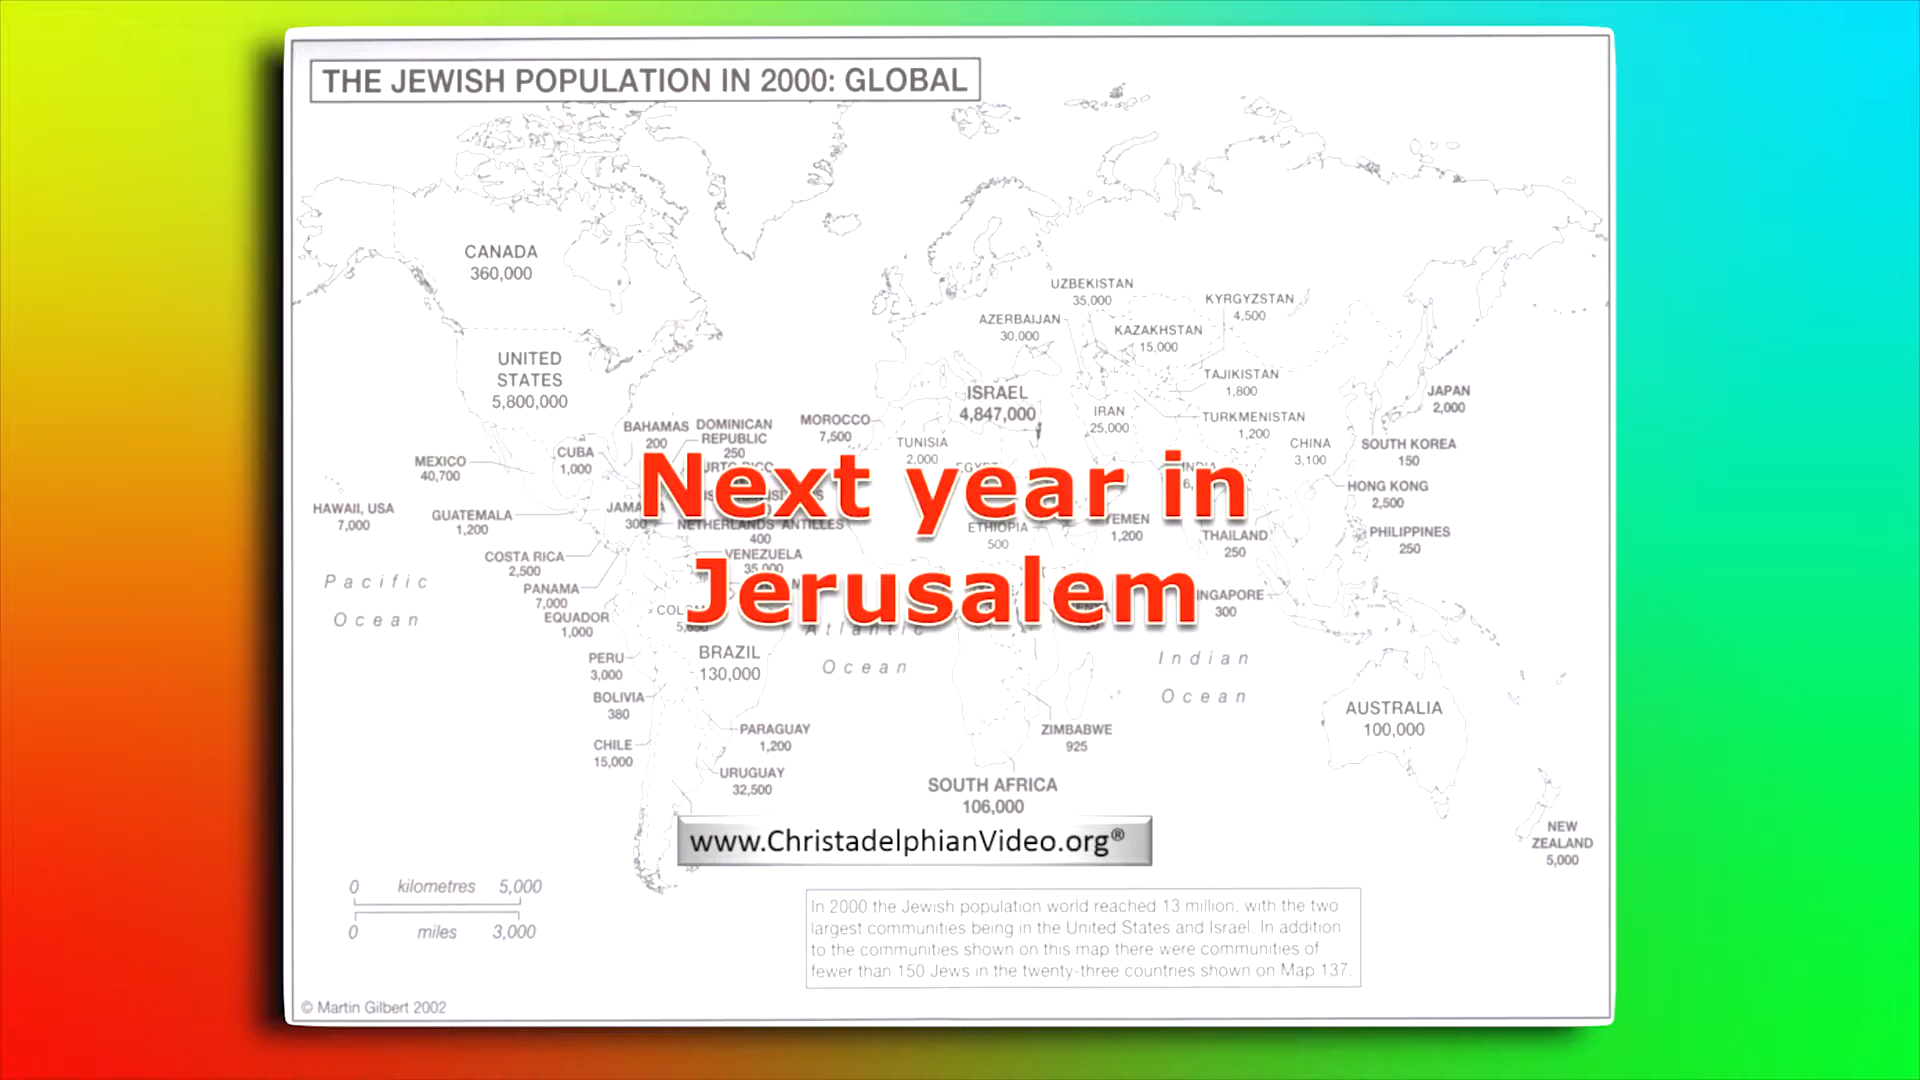 THE JEWISH POPULATION IN 2000: GLOBAL
CANADA
360,000
UNITED
STATES
5,800,000
UZBEKISTAN
35,000
KYRGYZSTAN
4,500
AZERBAIJAN
30,000
KAZAKHSTAN
15,000
TAJIKISTAN
1,800
ISRAEL
4,847,000
IRAN
25,000
TURKMENISTAN
1,200
JAPAN
2,000
BAHAMAS
200
DOMINICAN
REPUBLIC
250
MOROCCO
7,500
TUNISIA
2,000
CHINA
3,100
SOUTH KOREA
150
MEXICO
40,700
CUBA
1,000
HONG KONG
2,500
HAWAII, USA
7,000
GUATEMALA
1,200
300
NETHERLANDS ANTILLES
400
Next year in
Jerusalem
ETHIOPIA
500
YEMEN
1,200
THAILAND
250
PHILIPPINES
250
COSTA RICA
2,500
VENEZUELA
35,000
PANAMA
7,000
EQUADOR
1,000
300
Pacific
Ocean
Atlantic
Ocean
Indian
Ocean
PERU
3,000
BRAZIL
130,000
BOLIVIA
380
CHILE
15,000
PARAGUAY
1,200
URUGUAY
32,500
ZIMBABWE
925
SOUTH AFRICA
106,000
AUSTRALIA
100,000
NEW
ZEALAND
5,000
www.ChristadelphianVideo.org®
0 kilometres 5,000
0 miles 3,000
In 2000 the Jewish population world reached 13 million, with the two
largest communities being in the United States and Israel. In addition
to the communities shown on this map there were communities of
fewer than 150 Jews in the twenty-three countries shown on Map 137.
© Martin Gilbert 2002